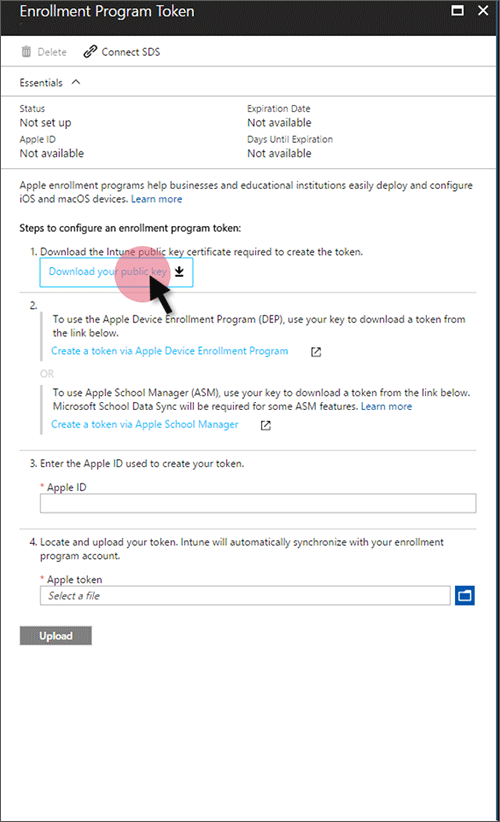 Enrollment Program Token
Delete
Connect SDS
Essentials
Status
Not set up
Expiration Date
Not available
Apple ID
Not available
Days Until Expiration
Not available
Apple enrollment programs help businesses and educational institutions easily deploy and configure
iOS and macOS devices. Learn more
Steps to configure an enrollment program token:
1. Download the Intune public key certificate required to create the token.
Download your public key
2.
To use the Apple Device Enrollment Program (DEP), use your key to download a token from
the link below.
Create a token via Apple Device Enrollment Program
OR
To use Apple School Manager (ASM), use your key to download a token from the link below.
Microsoft School Data Sync will be required for some ASM features. Learn more
Create a token via Apple School Manager
3. Enter the Apple ID used to create your token.
* Apple ID
4. Locate and upload your token. Intune will automatically synchronize with your enrollment
program account.
* Apple token
Select a file
Upload